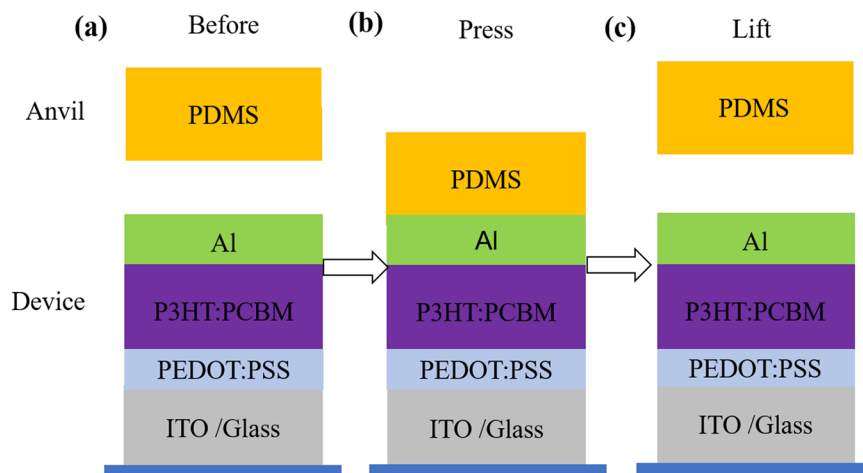 (a) Before (b) Press (c) Lift
Anvil PDMS PDMS PDMS
Al Al Al
Device P3HT:PCBM P3HT:PCBM P3HT:PCBM
PEDOT:PSS PEDOT:PSS PEDOT:PSS
ITO /Glass ITO /Glass ITO /Glass